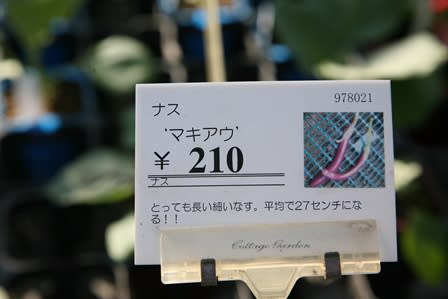 978021
ナス
‘マキアウ’
¥ 210
ナス
とっても長い細いなす。平均で27センチにな
る!!
Cottage Garden